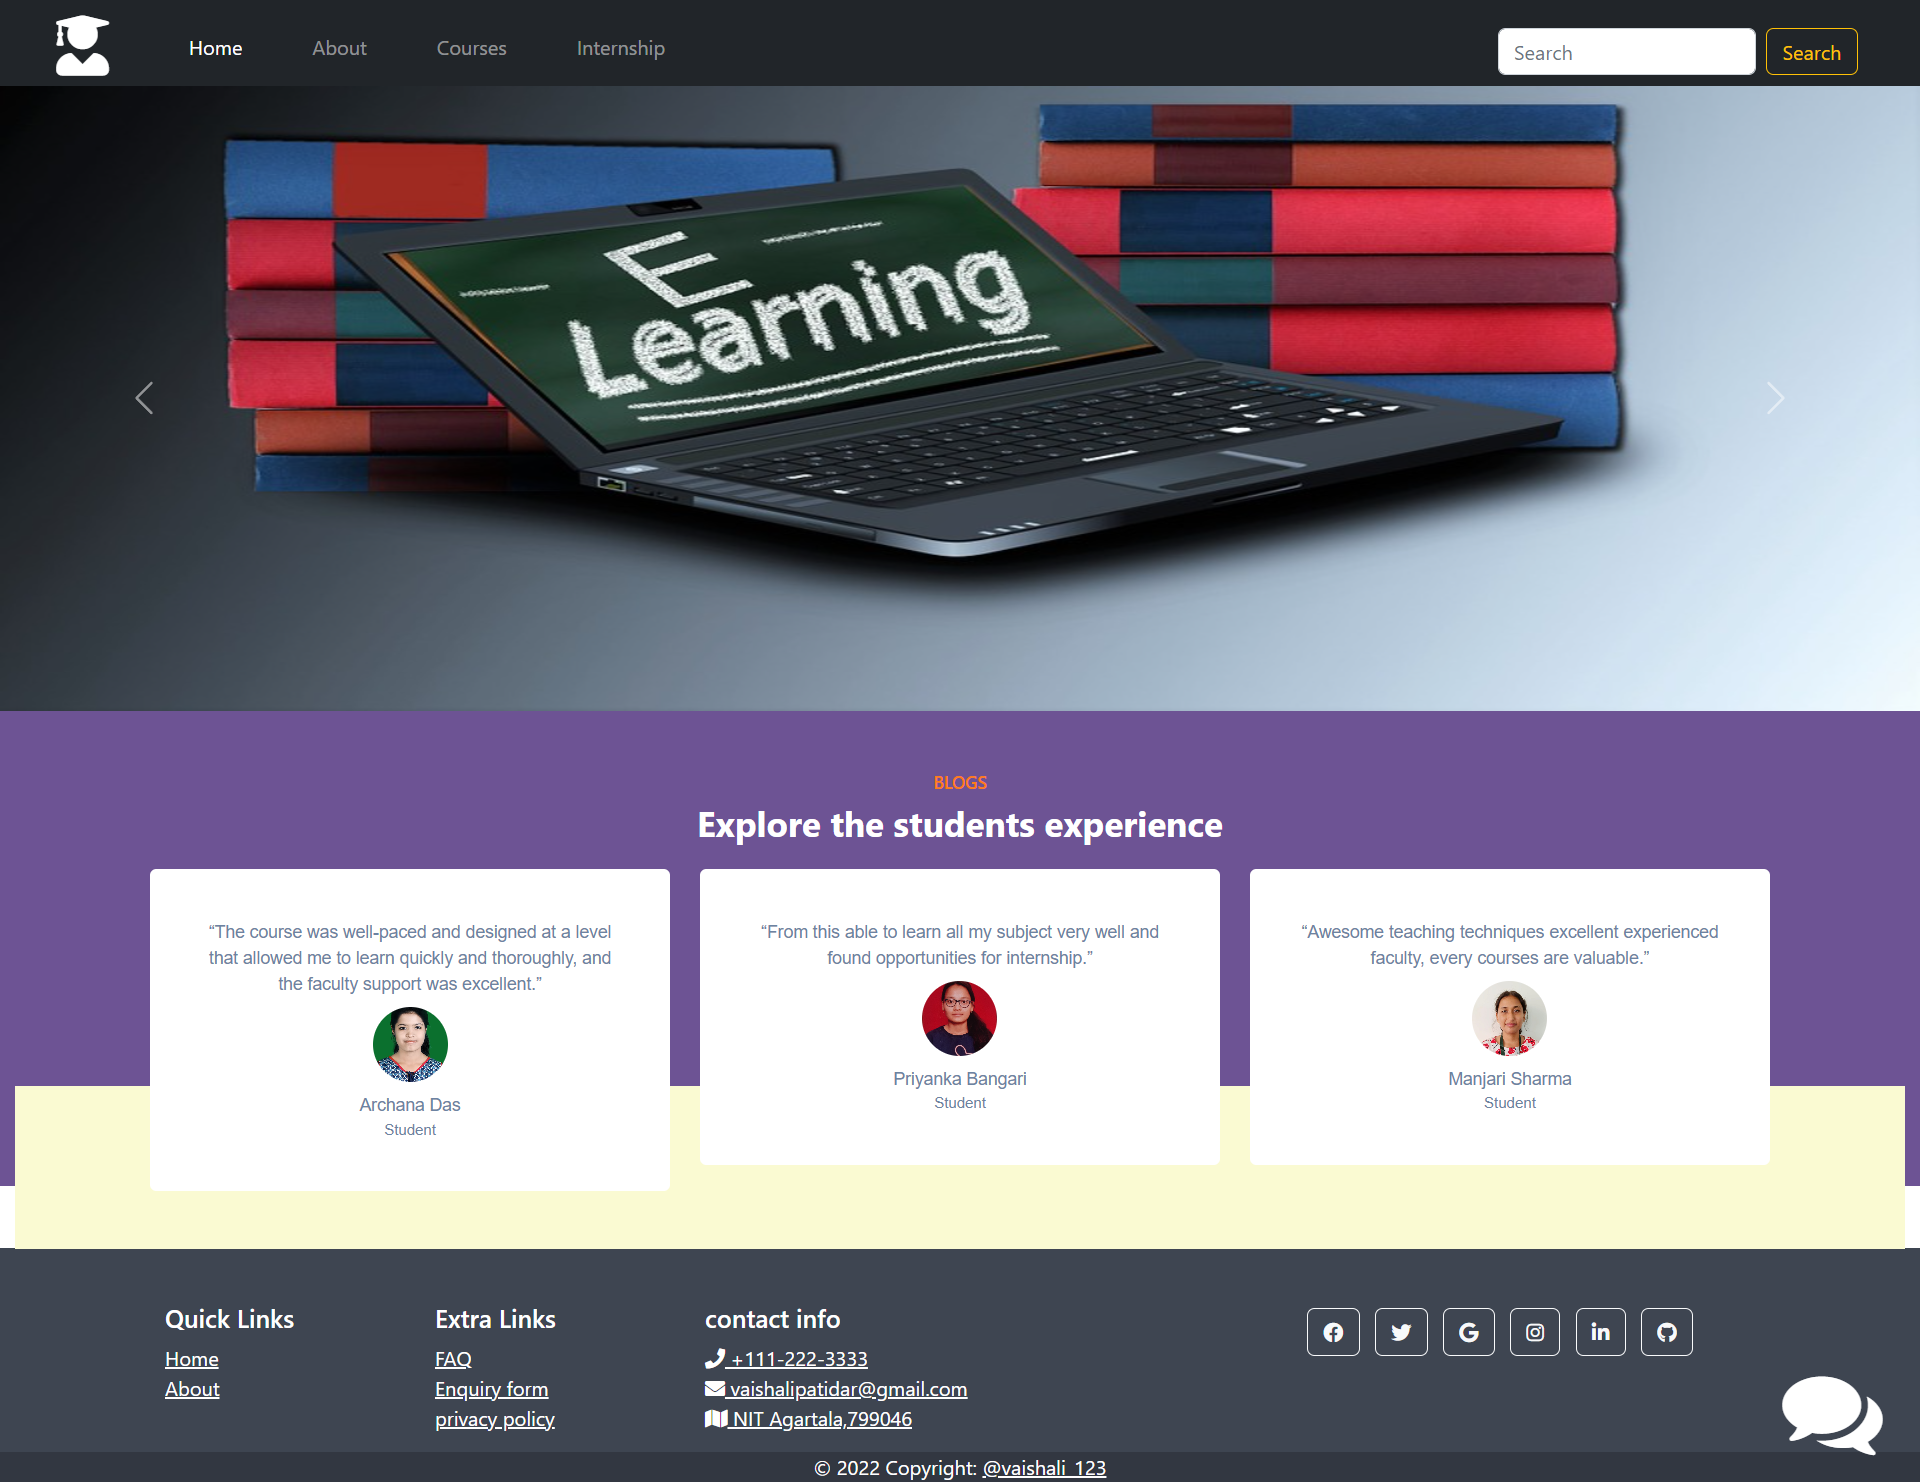 Home
About
Courses
Internship
Search
Search
E
Learning
BLOGS
Explore the students experience
“The course was well-paced and designed at a level
that allowed me to learn quickly and thoroughly, and
the faculty support was excellent.”
Archana Das
Student
“From this able to learn all my subject very well and
found opportunities for internship.”
Priyanka Bangari
Student
“Awesome teaching techniques excellent experienced
faculty, every courses are valuable.”
Manjari Sharma
Student
Quick Links
Home
About
Extra Links
FAQ
Enquiry form
privacy policy
contact info
+111-222-3333
vaishalipatidar@gmail.com
NIT Agartala,799046
© 2022 Copyright: @vaishali_123